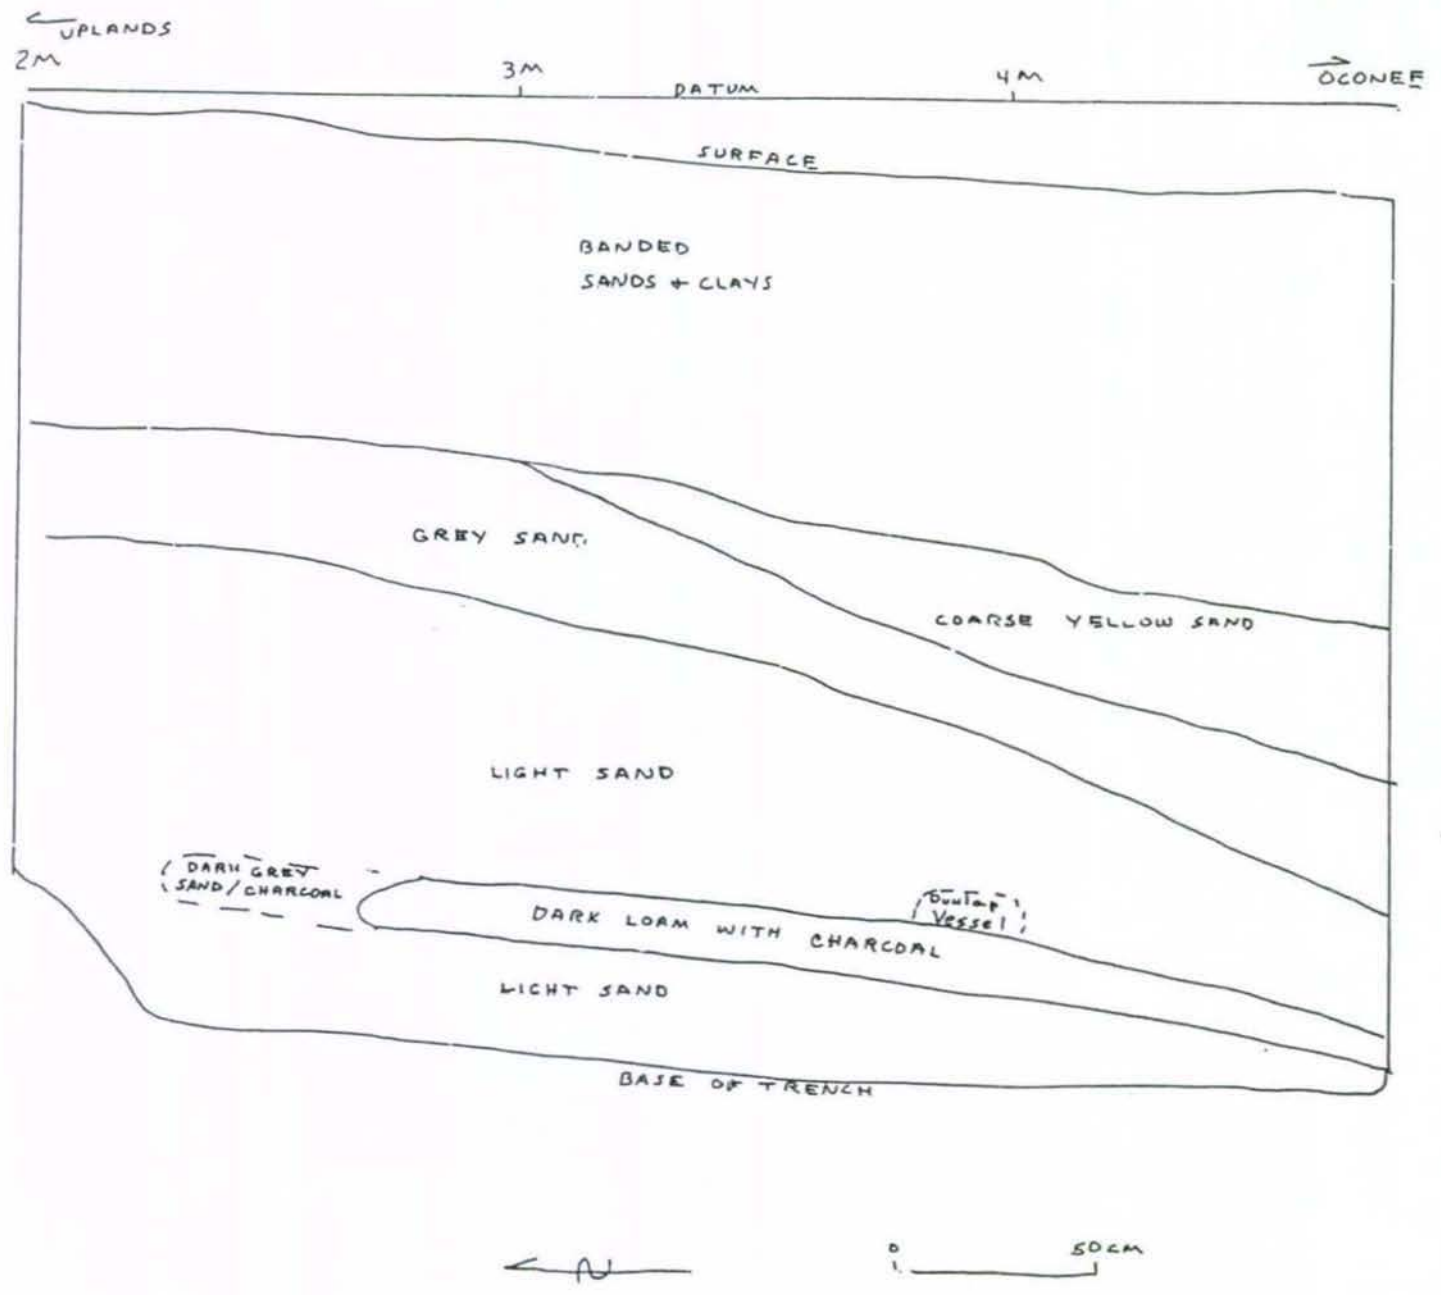 UPLANDS
2M
3M
4M
OCONEE
DATUM
SURFACE
BANDED
SANDS + CLAYS
GREY SAND
COARSE YELLOW SAND
LIGHT SAND
DARK GREY
SAND/CHARCOAL
Dunlap
Vessel
DARK LOAM WITH CHARCOAL
LIGHT SAND
BASE OF TRENCH
N
0
50CM